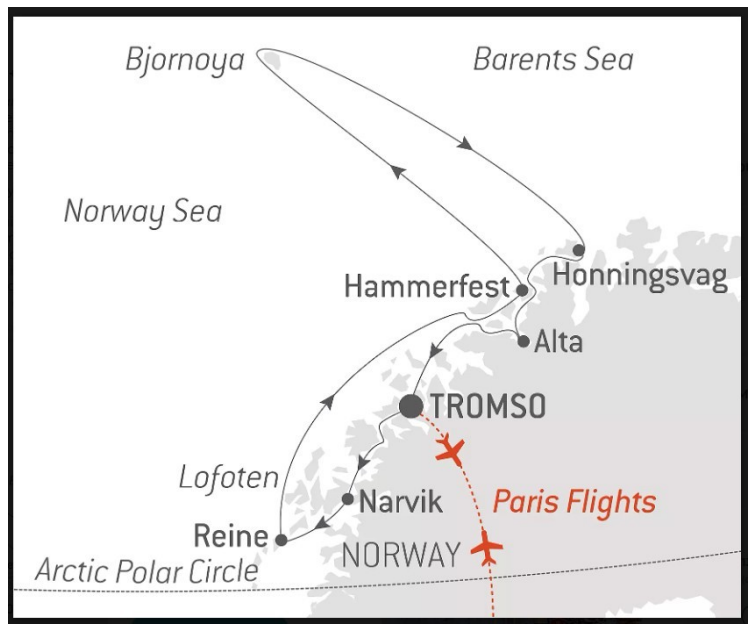 Bjornoya
Barents Sea
Norway Sea
Honningsvag
Hammerfest
Alta
TROMSO
Lofoten
Narvik
Paris Flights
Reine
NORWAY
Arctic Polar Circle